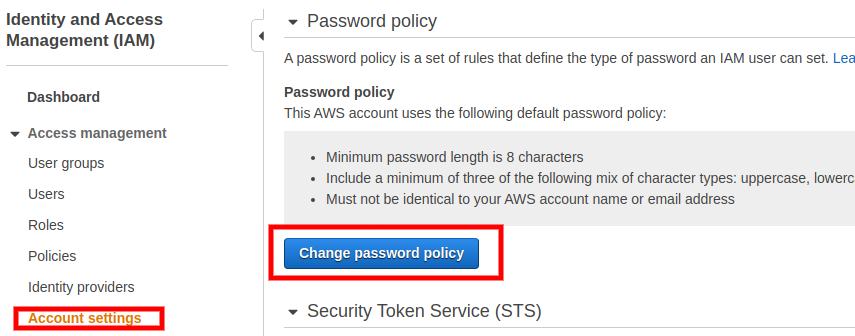 Identity and Access
Management (IAM)
Dashboard
Access management
User groups
Users
Roles
Policies
Identity providers
Account settings
Password policy
A password policy is a set of rules that define the type of password an IAM user can set. Lea
Password policy
This AWS account uses the following default password policy:
• Minimum password length is 8 characters
• Include a minimum of three of the following mix of character types: uppercase, lowerc
• Must not be identical to your AWS account name or email address
Change password policy
Security Token Service (STS)